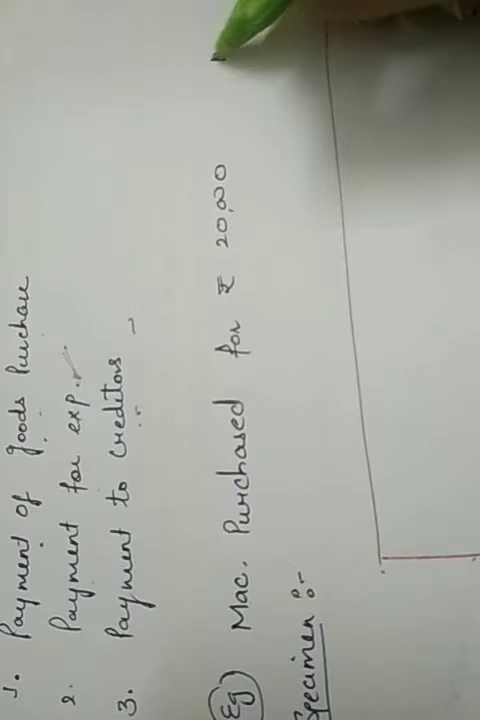 1. Payment of goods Purchase
2. Payment for exp.
3. Payment to Creditors
Eg) Mac. Purchased for ₹ 20,000
Specimen :-